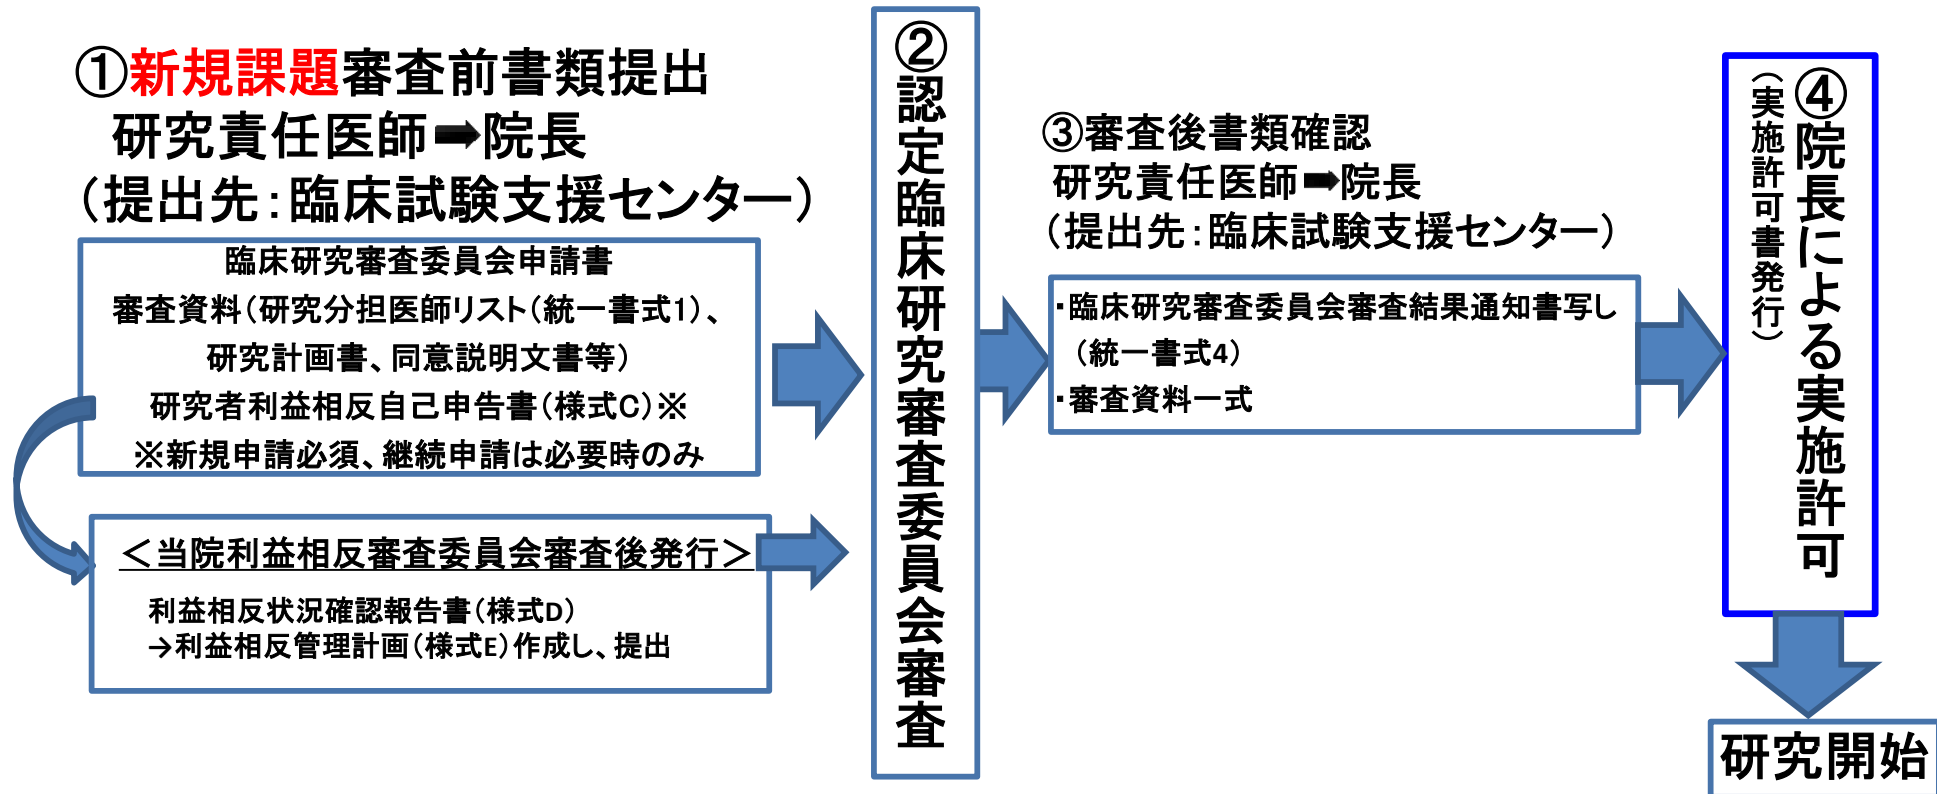 ①新規課題審査前書類提出
研究責任医師➡院長
（提出先：臨床試験支援センター）
臨床研究審査委員会申請書
審査資料（研究分担医師リスト（統一書式1）、
研究計画書、同意説明文書等）
研究者利益相反自己申告書（様式C）※
※新規申請必須、継続申請は必要時のみ
＜当院利益相反審査委員会審査後発行＞
利益相反状況確認報告書（様式D）
→利益相反管理計画（様式E）作成し、提出
②認定臨床研究審査委員会審査
③審査後書類確認
研究責任医師➡院長
（提出先：臨床試験支援センター）
・臨床研究審査委員会審査結果通知書写し
（統一書式4）
・審査資料一式
④院長による実施許可
（実施許可書発行）
研究開始